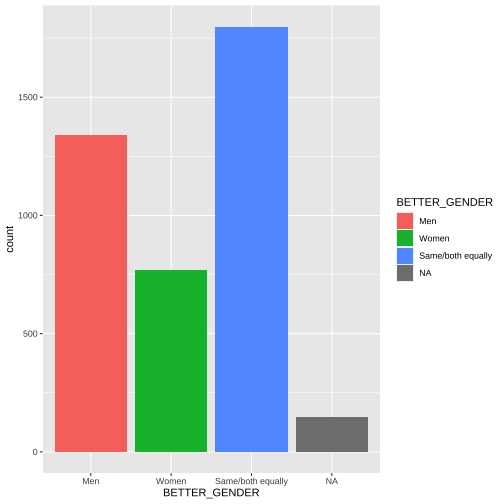 1500
1000
500
0
count
Men
Women
Same/both equally
NA
BETTER_GENDER
BETTER_GENDER
Men
Women
Same/both equally
NA